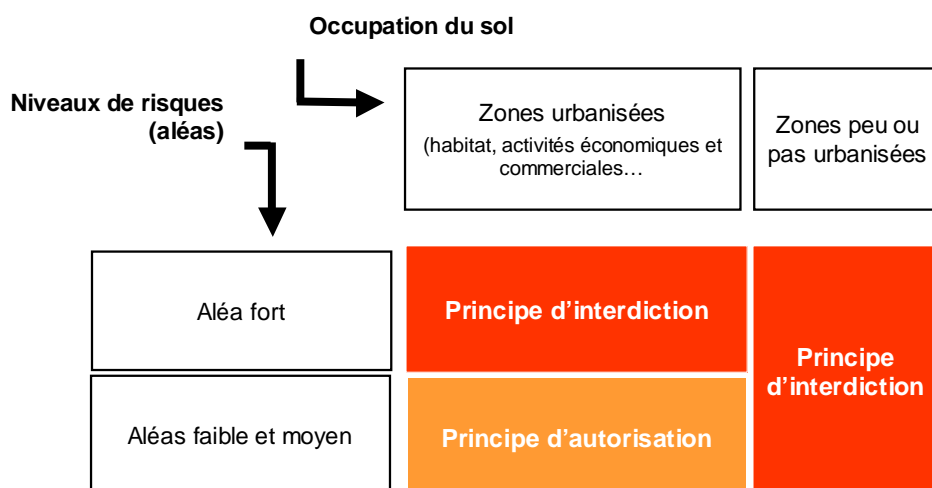 Occupation du sol
Niveaux de risques
(aléas)
Zones urbanisées
(habitat, activités économiques et
commerciales…
Zones peu ou
pas urbanisées
Aléa fort
Principe d’interdiction
Principe
d’interdiction
Aléas faible et moyen
Principe d’autorisation